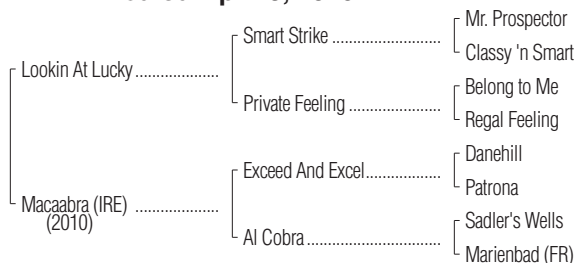 Mr. Prospector
Smart Strike ........................
Classy 'n Smart
Lookin At Lucky ..................
Belong to Me
Private Feeling ....................
Regal Feeling
Danehill
Exceed And Excel.................
Patrona
Macaabra (IRE) ..................
(2010)
Sadler's Wells
Al Cobra .............................
Marienbad (FR)